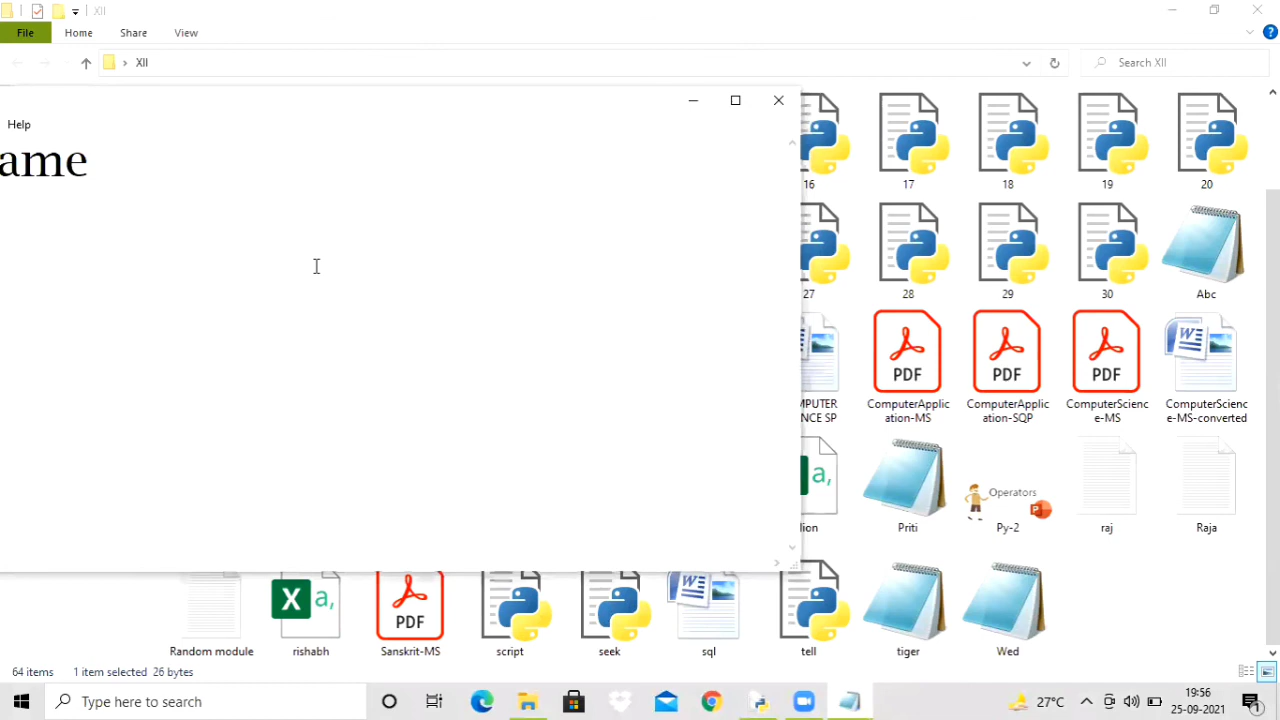 XII
File Home Share View
XII
Search XII
Help
ame
16 17 18 19 20
27 28 29 30 Abc
PDF PDF PDF
MPUTER ComputerApplic ComputerApplic ComputerScienc ComputerScienc
NCE SP ation-MS ation-SQP e-MS e-MS-converted
a, Operators
lion Priti Py-2 raj Raja
X a, PDF
Random module rishabh Sanskrit-MS script seek sql tell tiger Wed
64 items 1 item selected 26 bytes
Type here to search 27°C 19:56
25-09-2021 1